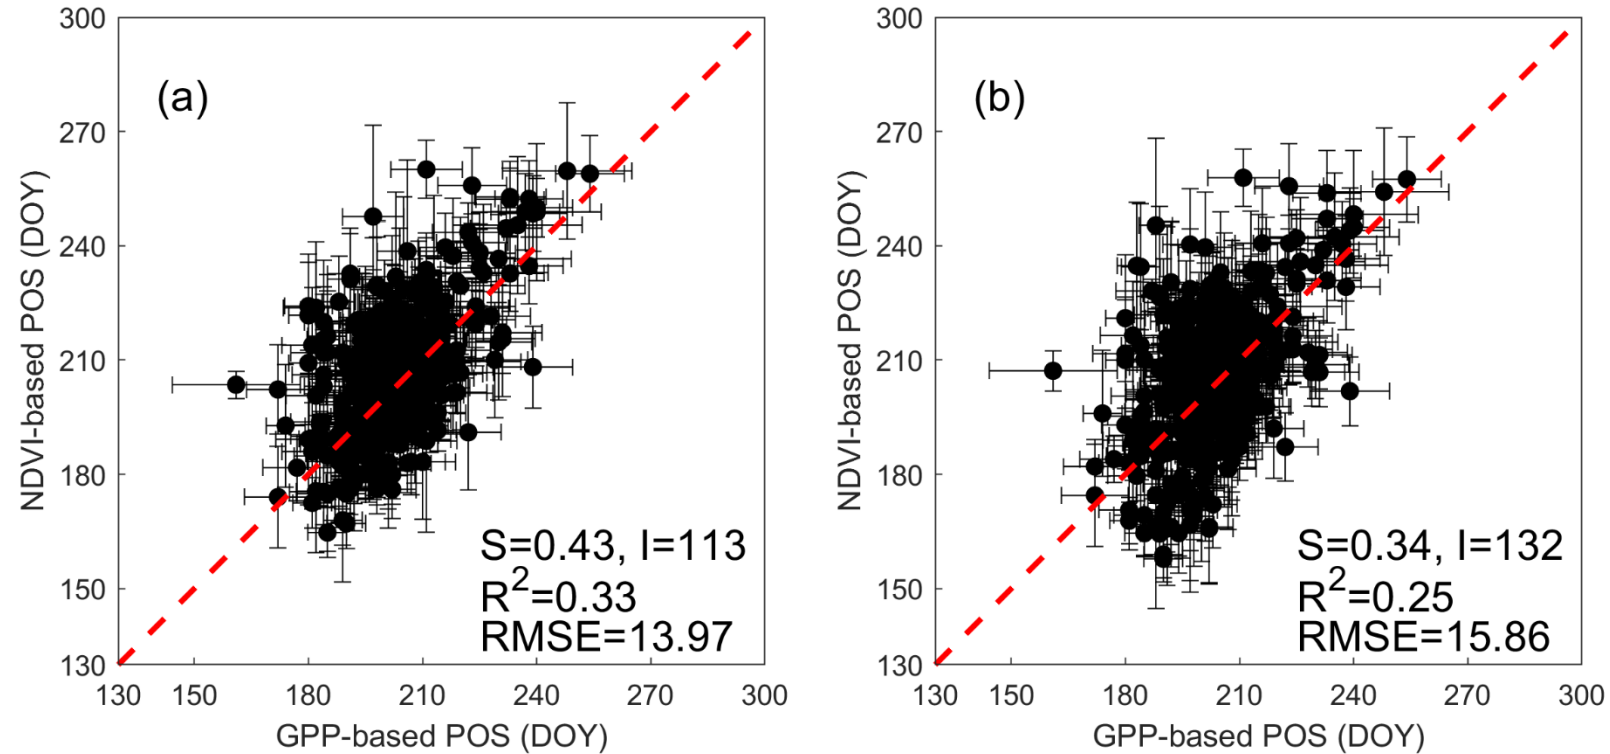 300
270
240
210
180
150
130
NDVI-based POS (DOY)
(a)
S=0.43, I=113
R²=0.33
RMSE=13.97
130 150 180 210 240 270 300
GPP-based POS (DOY)
300
270
240
210
180
150
130
NDVI-based POS (DOY)
(b)
S=0.34, I=132
R²=0.25
RMSE=15.86
130 150 180 210 240 270 300
GPP-based POS (DOY)